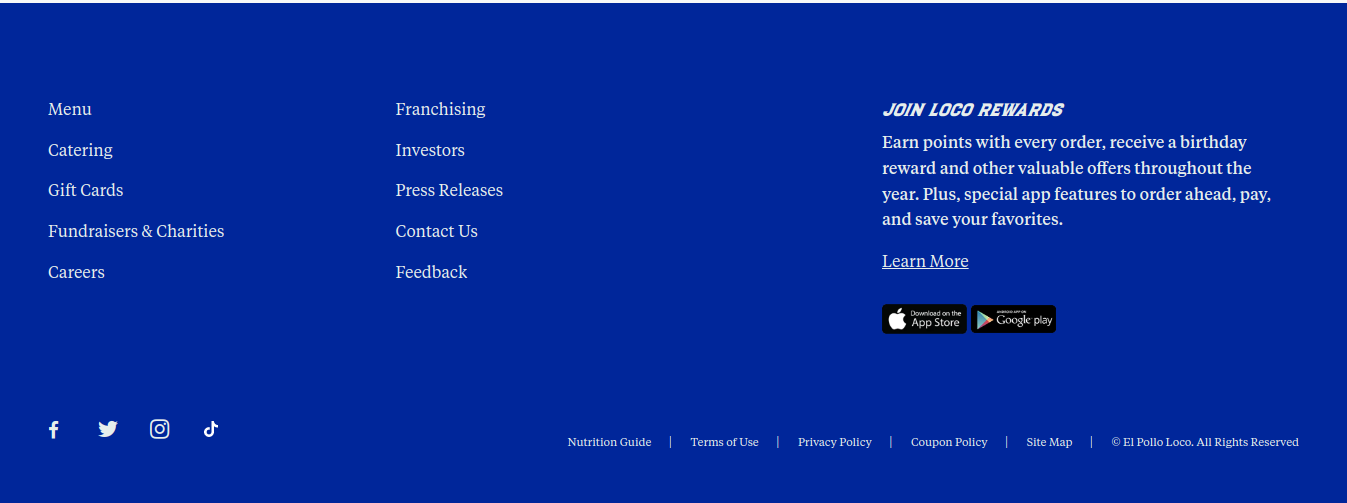 Menu
Catering
Gift Cards
Fundraisers & Charities
Careers
Franchising
Investors
Press Releases
Contact Us
Feedback
JOIN LOCO REWARDS
Earn points with every order, receive a birthday
reward and other valuable offers throughout the
year. Plus, special app features to order ahead, pay,
and save your favorites.
Learn More
Download on the
App Store
ANDROID APP ON
Google play
Nutrition Guide | Terms of Use | Privacy Policy | Coupon Policy | Site Map | © El Pollo Loco. All Rights Reserved